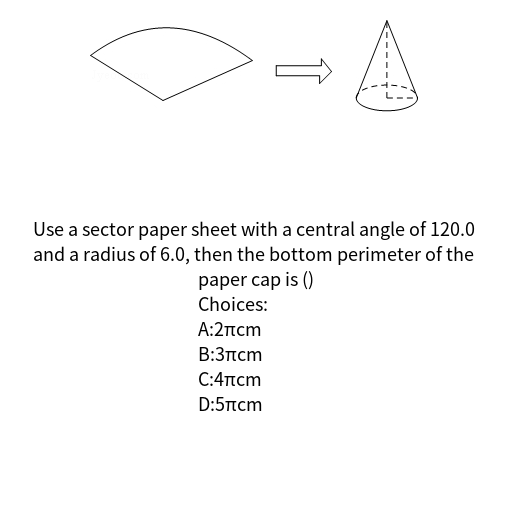 Use a sector paper sheet with a central angle of 120.0
and a radius of 6.0, then the bottom perimeter of the
paper cap is ()
Choices:
A:2πcm
B:3πcm
C:4πcm
D:5πcm